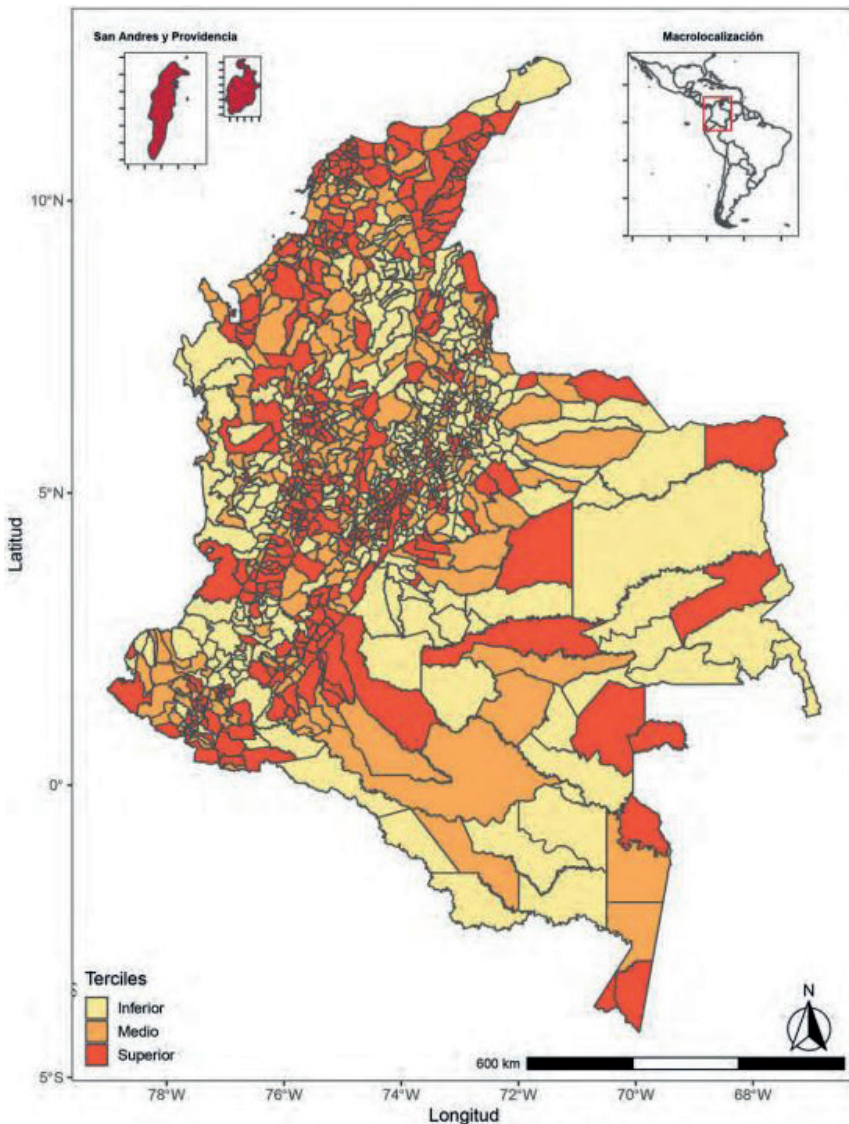 San Andres y Providencia
Macrolocalización
10°N
5°N
0°
5°S
Latitud
Terciles
Inferior
Medio
Superior
N
600 km
78°W
76°W
74°W
72°W
70°W
68°W
Longitud